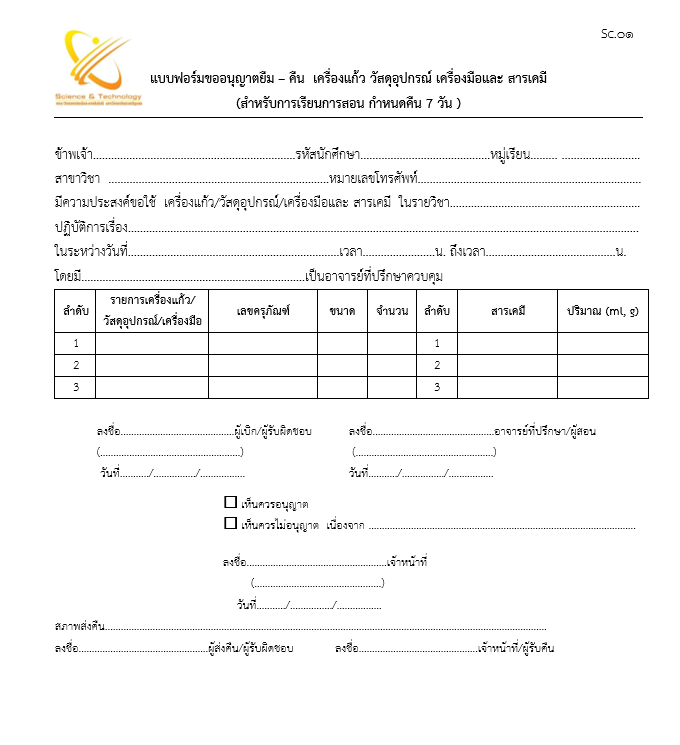 Sc.๐๑
Science & Technology
แบบฟอร์มขออนุญาตยืม – คืน เครื่องแก้ว วัสดุอุปกรณ์ เครื่องมือและ สารเคมี
(สำหรับการเรียนการสอน กำหนดคืน 7 วัน )
ข้าพเจ้า......................................................รหัสนักศึกษา...................................หมู่เรียน........ .....................
สาขาวิชา ............................................................หมายเลขโทรศัพท์............................................................
มีความประสงค์ขอใช้ เครื่องแก้ว/วัสดุอุปกรณ์/เครื่องมือและ สารเคมี ในรายวิชา...................................................
ปฏิบัติการเรื่อง.........................................................................................................................................
ในระหว่างวันที่.........................................................เวลา....................น. ถึงเวลา...................................น.
โดยมี............................................................เป็นอาจารย์ที่ปรึกษาควบคุม
ลำดับ รายการเครื่องแก้ว/ เลขครุภัณฑ์ ขนาด จำนวน ลำดับ สารเคมี ปริมาณ (ml, g)
วัสดุอุปกรณ์/เครื่องมือ
1 1
2 2
3 3
ลงชื่อ............................................ผู้เบิก/ผู้รับผิดชอบ ลงชื่อ...............................................อาจารย์ที่ปรึกษา/ผู้สอน
(......................................................) (......................................................)
วันที่.........../................/................. วันที่.........../................/.................
☐ เห็นควรอนุญาต
☐ เห็นควรไม่อนุญาต เนื่องจาก .......................................................................................................
ลงชื่อ......................................................เจ้าหน้าที่
(.................................................)
วันที่.........../................/.................
สภาพส่งคืน..........................................................................................................................................................................
ลงชื่อ..................................................ผู้ส่งคืน/ผู้รับผิดชอบ ลงชื่อ..............................................เจ้าหน้าที่/ผู้รับคืน